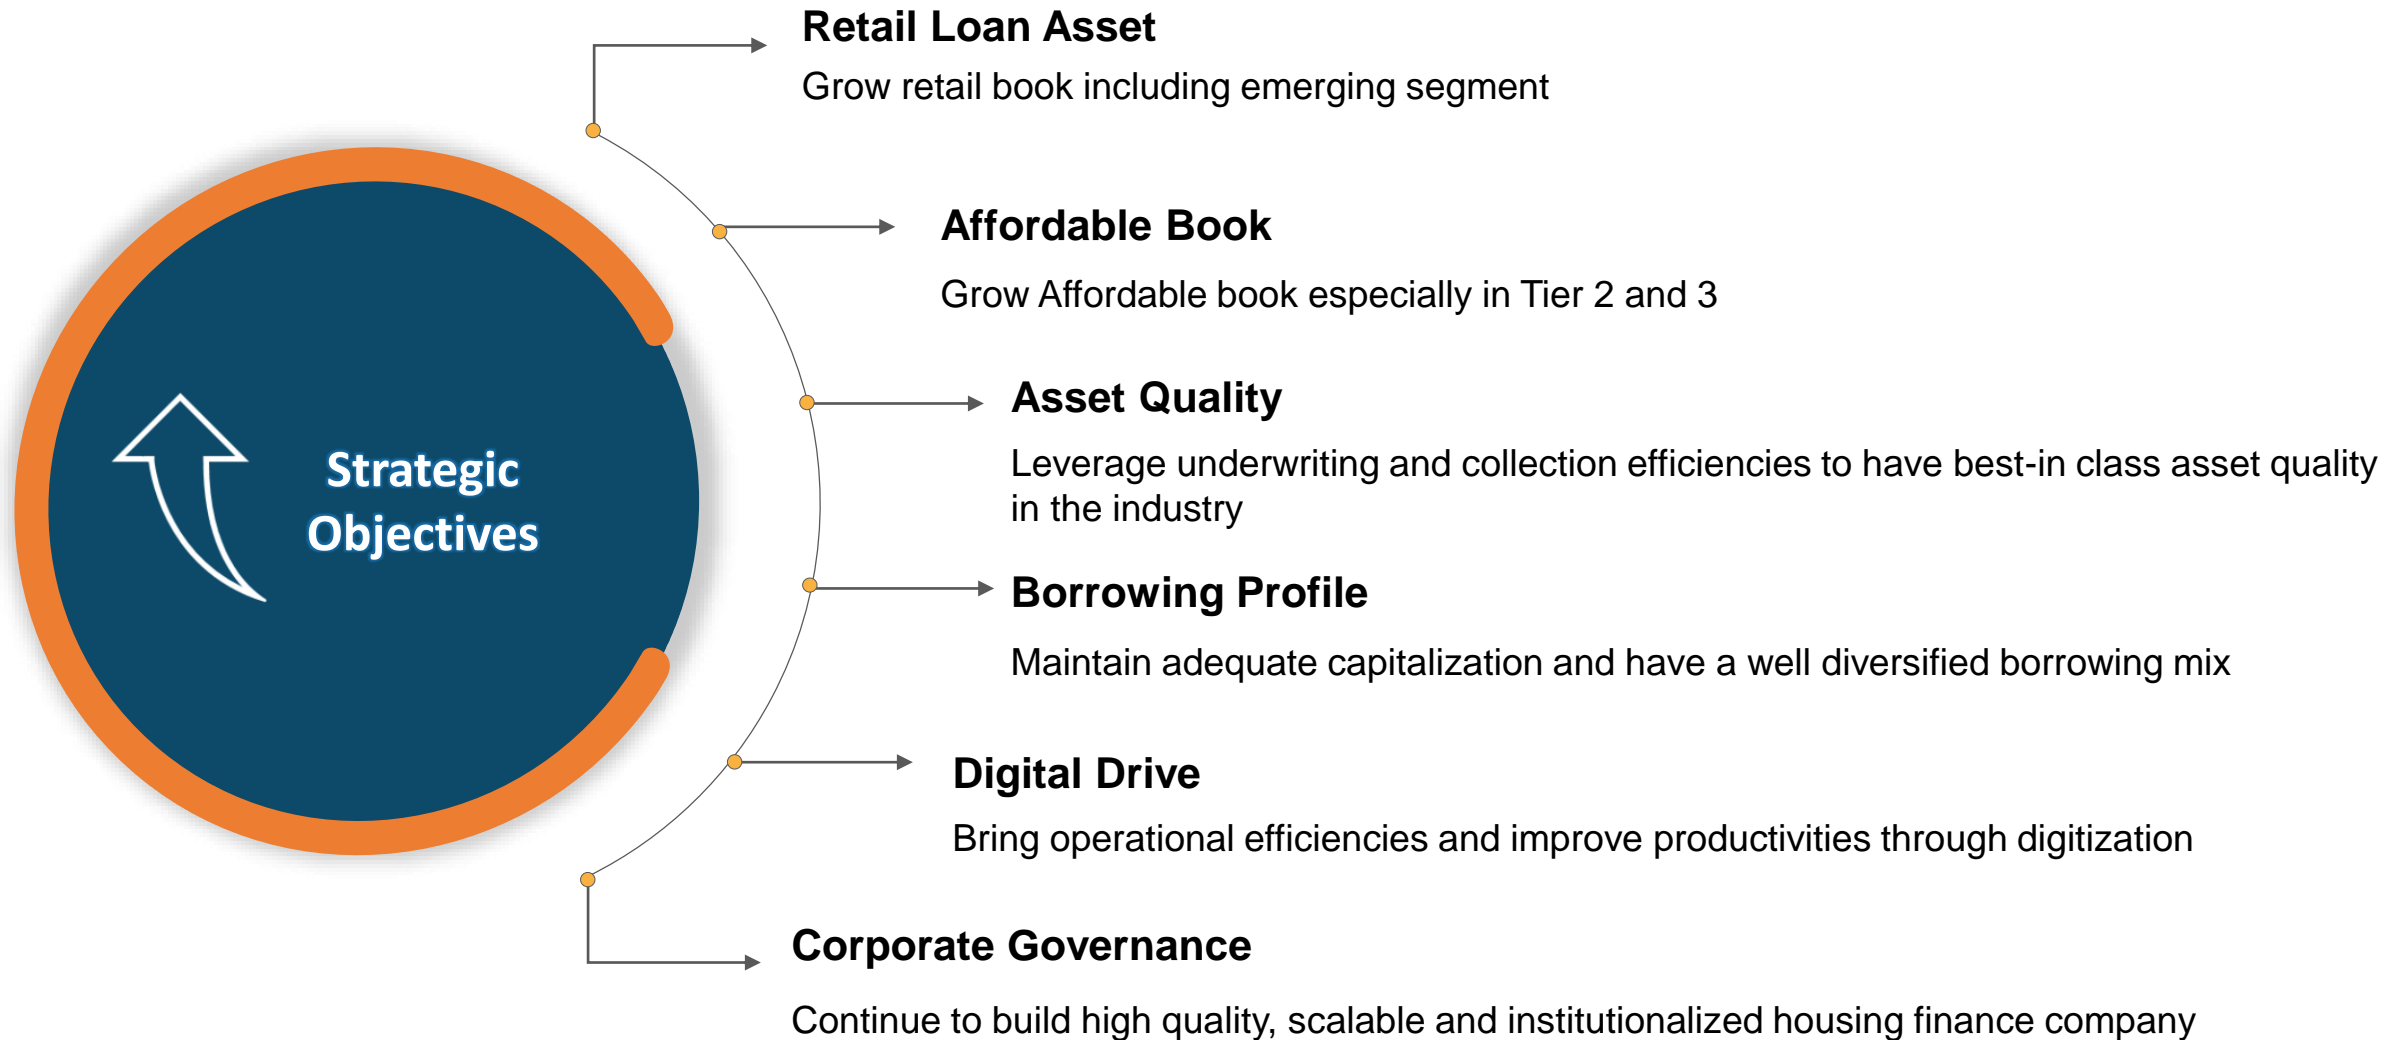 Retail Loan Asset
Grow retail book including emerging segment
Affordable Book
Grow Affordable book especially in Tier 2 and 3
Asset Quality
Leverage underwriting and collection efficiencies to have best-in class asset quality
in the industry
Strategic
Objectives
Borrowing Profile
Maintain adequate capitalization and have a well diversified borrowing mix
Digital Drive
Bring operational efficiencies and improve productivities through digitization
Corporate Governance
Continue to build high quality, scalable and institutionalized housing finance company